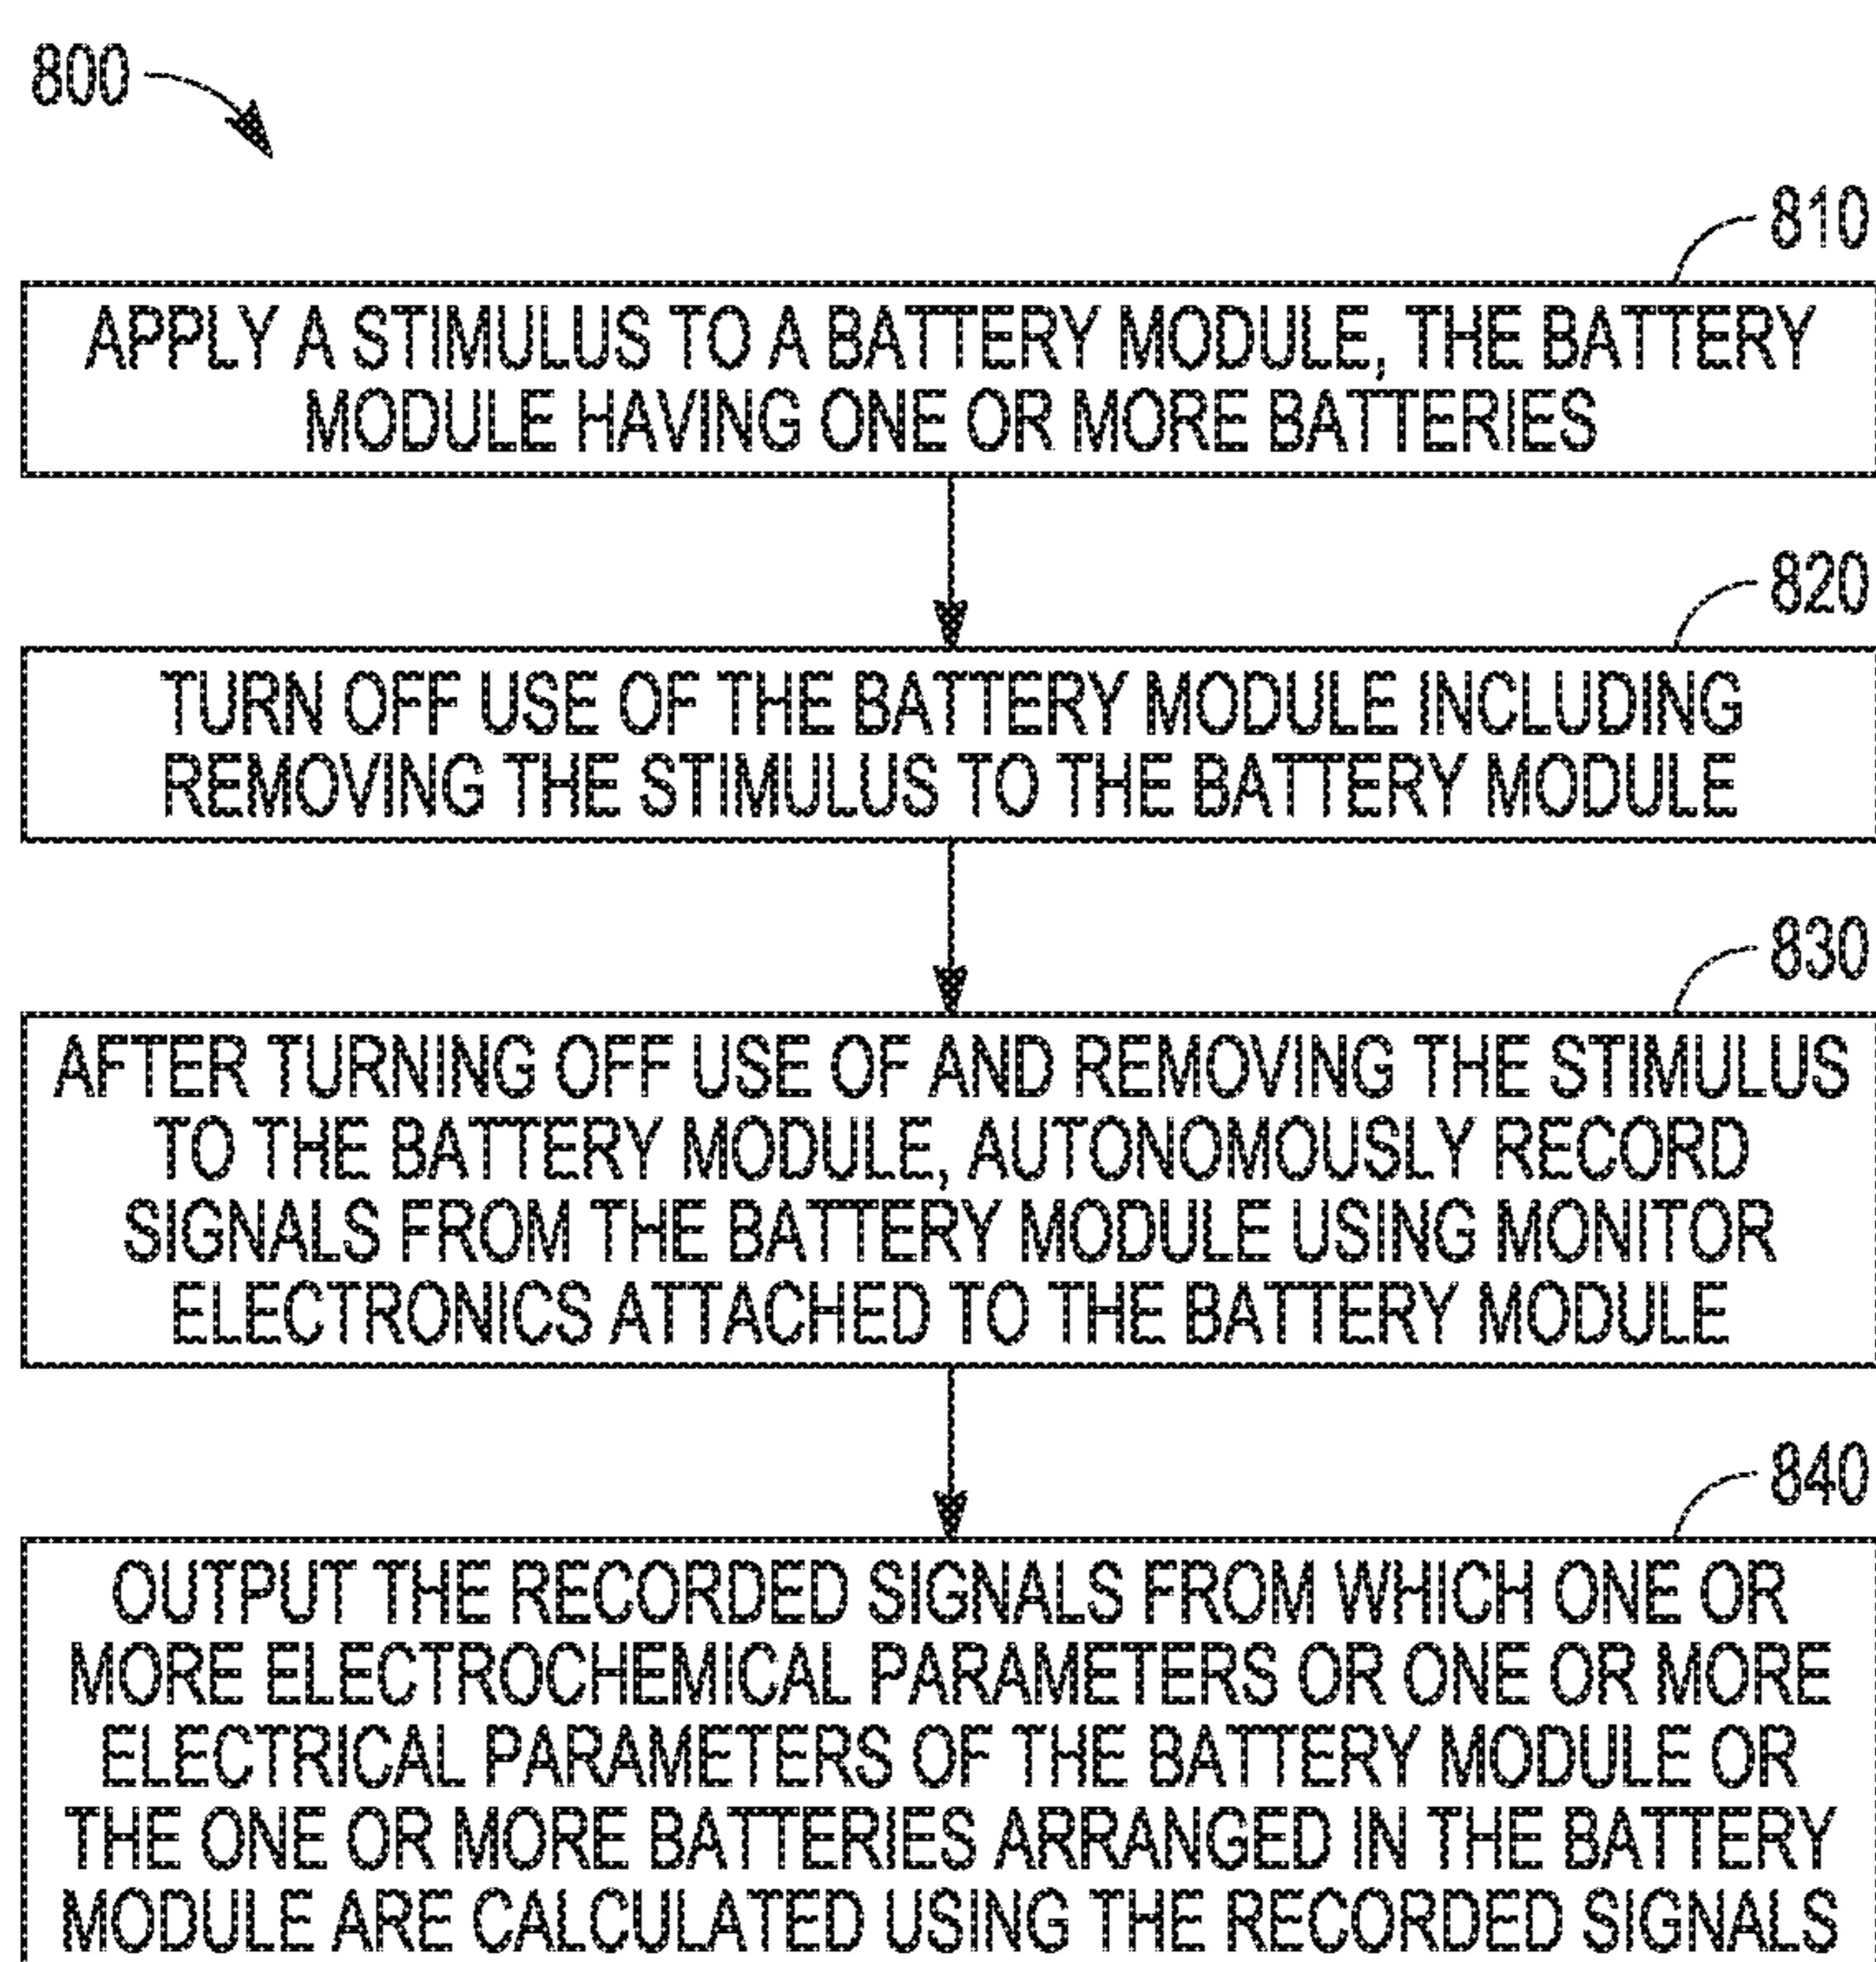 800
810
APPLY A STIMULUS TO A BATTERY MODULE, THE BATTERY
MODULE HAVING ONE OR MORE BATTERIES
820
TURN OFF USE OF THE BATTERY MODULE INCLUDING
REMOVING THE STIMULUS TO THE BATTERY MODULE
830
AFTER TURNING OFF USE OF AND REMOVING THE STIMULUS
TO THE BATTERY MODULE, AUTONOMOUSLY RECORD
SIGNALS FROM THE BATTERY MODULE USING MONITOR
ELECTRONICS ATTACHED TO THE BATTERY MODULE
840
OUTPUT THE RECORDED SIGNALS FROM WHICH ONE OR
MORE ELECTROCHEMICAL PARAMETERS OR ONE OR MORE
ELECTRICAL PARAMETERS OF THE BATTERY MODULE OR
THE ONE OR MORE BATTERIES ARRANGED IN THE BATTERY
MODULE ARE CALCULATED USING THE RECORDED SIGNALS